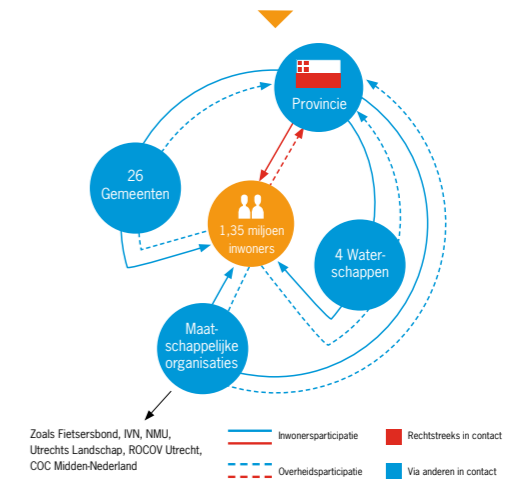 Provincie
26
Gemeenten
1,35 miljoen
inwoners
4 Water-
schappen
Maat-
schappelijke
organisaties
Zoals Fietsersbond, IVN, NMU,
Utrechts Landschap, ROCOV Utrecht,
COC Midden-Nederland
Inwonersparticipatie
Rechtstreeks in contact
Overheidsparticipatie
Via anderen in contact